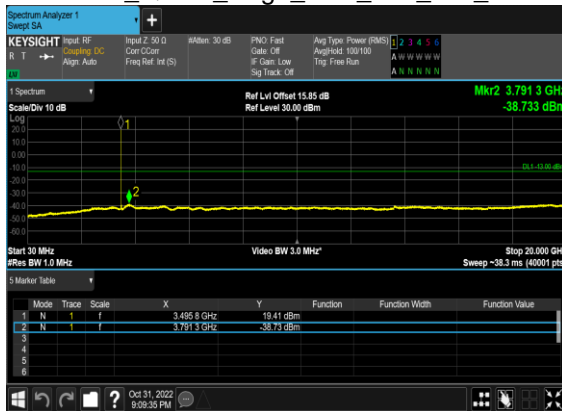 Spectrum Analyzer 1
Swept SA
KEYSIGHT Input: RF Input Z: 50 Ω #Atten: 30 dB PNO: Fast Avg Type: Power (RMS) 1 2 3 4 5 6
R T Coupling: DC Corr CCorr Gate: Off Avg|Hold: 100/100 A W W W W W
Align: Auto Freq Ref: Int (S) IF Gain: Low Trig: Free Run
Sig Track: Off A N N N N N
1 Spectrum Ref Lvl Offset 15.85 dB Mkr2 3.791 3 GHz
Scale/Div 10 dB Ref Level 30.00 dBm -38.733 dBm
Log
20.0
10.0
0.00
-10.0
DL1 -13.00 dBm
-20.0
-30.0
-40.0
-50.0
-60.0
1
2
Start 30 MHz Video BW 3.0 MHz* Stop 20.000 GHz
#Res BW 1.0 MHz Sweep ~38.3 ms (40001 pts)
5 Marker Table
Mode Trace Scale X Y Function Function Width Function Value
1 N 1 f 3.495 8 GHz 19.41 dBm
2 N 1 f 3.791 3 GHz -38.73 dBm
3
4
5
6
? Oct 31, 2022
9:09:35 PM